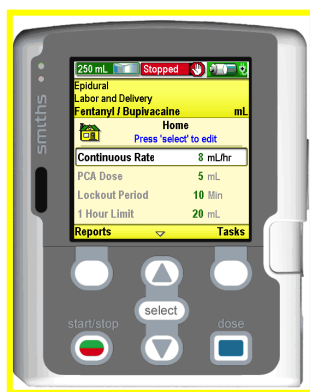 smiths
250 mL Stopped
Epidural
Labor and Delivery
Fentanyl / Bupivacaine mL
Home
Press 'select' to edit
Continuous Rate 8 mL/hr
PCA Dose 5 mL
Lockout Period 10 Min
1 Hour Limit 20 mL
Reports Tasks
select
start/stop dose